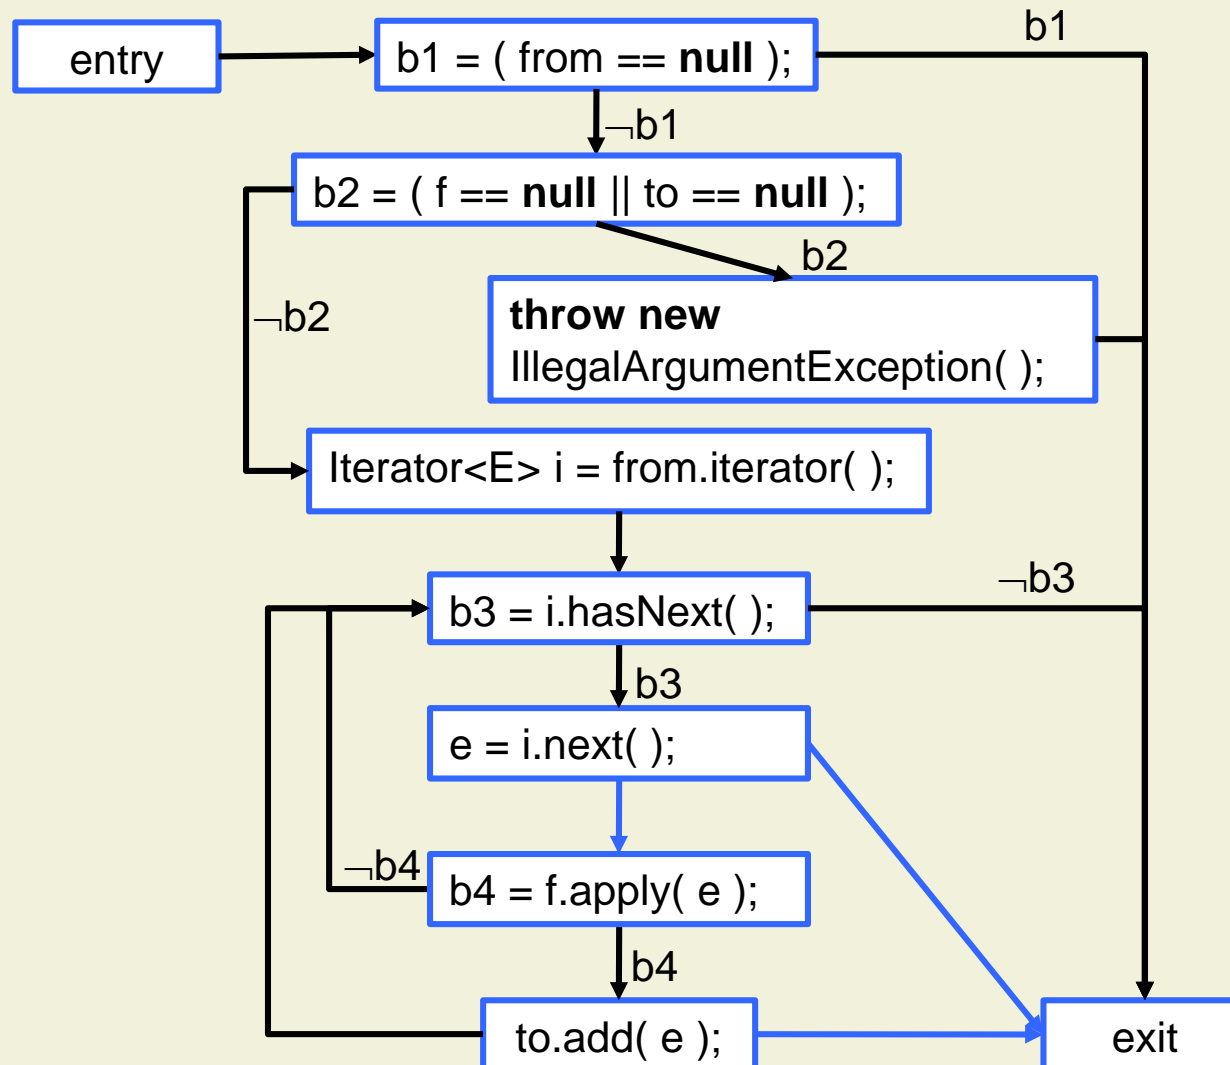 entry
b1 = ( from == null );
b1
¬b1
b2 = ( f == null || to == null );
b2
¬b2
throw new
IllegalArgumentException( );
Iterator<E> i = from.iterator( );
b3 = i.hasNext( );
¬b3
b3
e = i.next( );
¬b4
b4 = f.apply( e );
b4
to.add( e );
exit